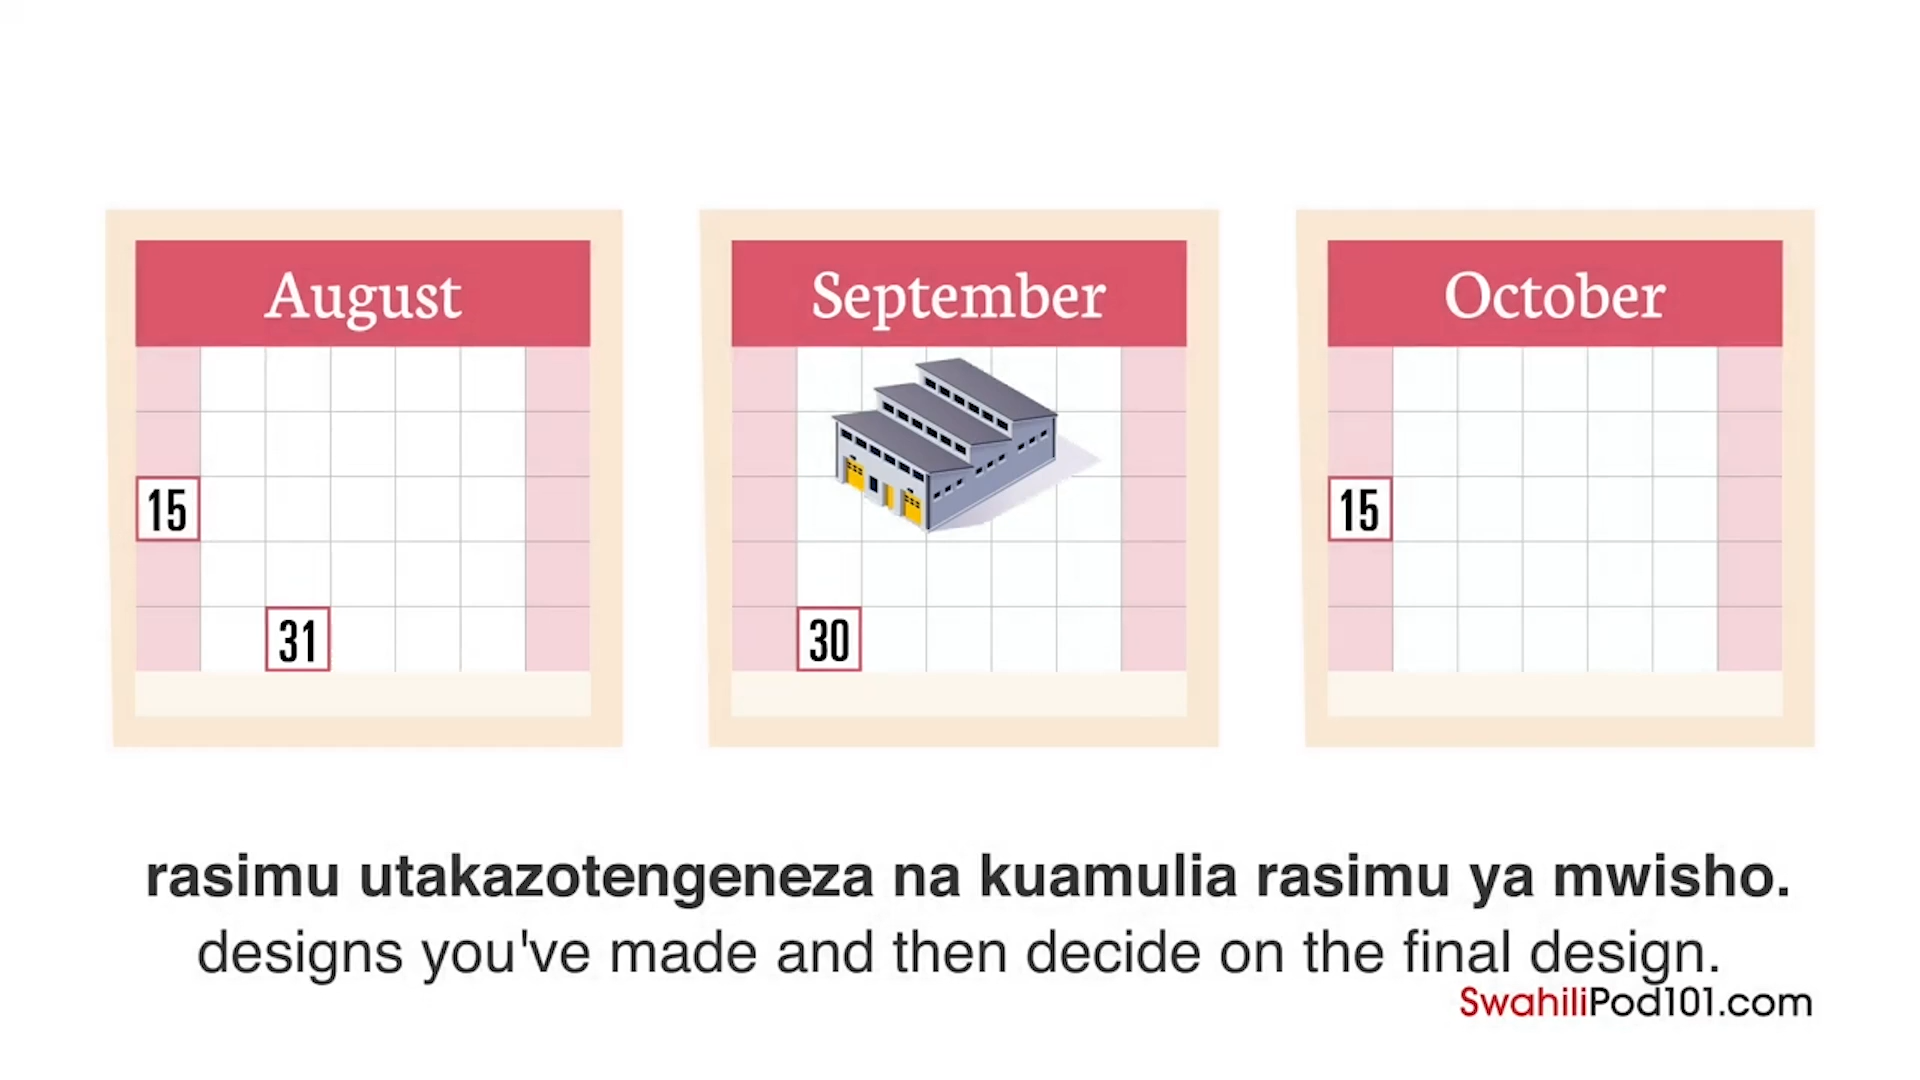 August
September
October
15
15
31
30
rasimu utakazotengeneza na kuamulia rasimu ya mwisho.
designs you've made and then decide on the final design.
SwahiliPod101.com